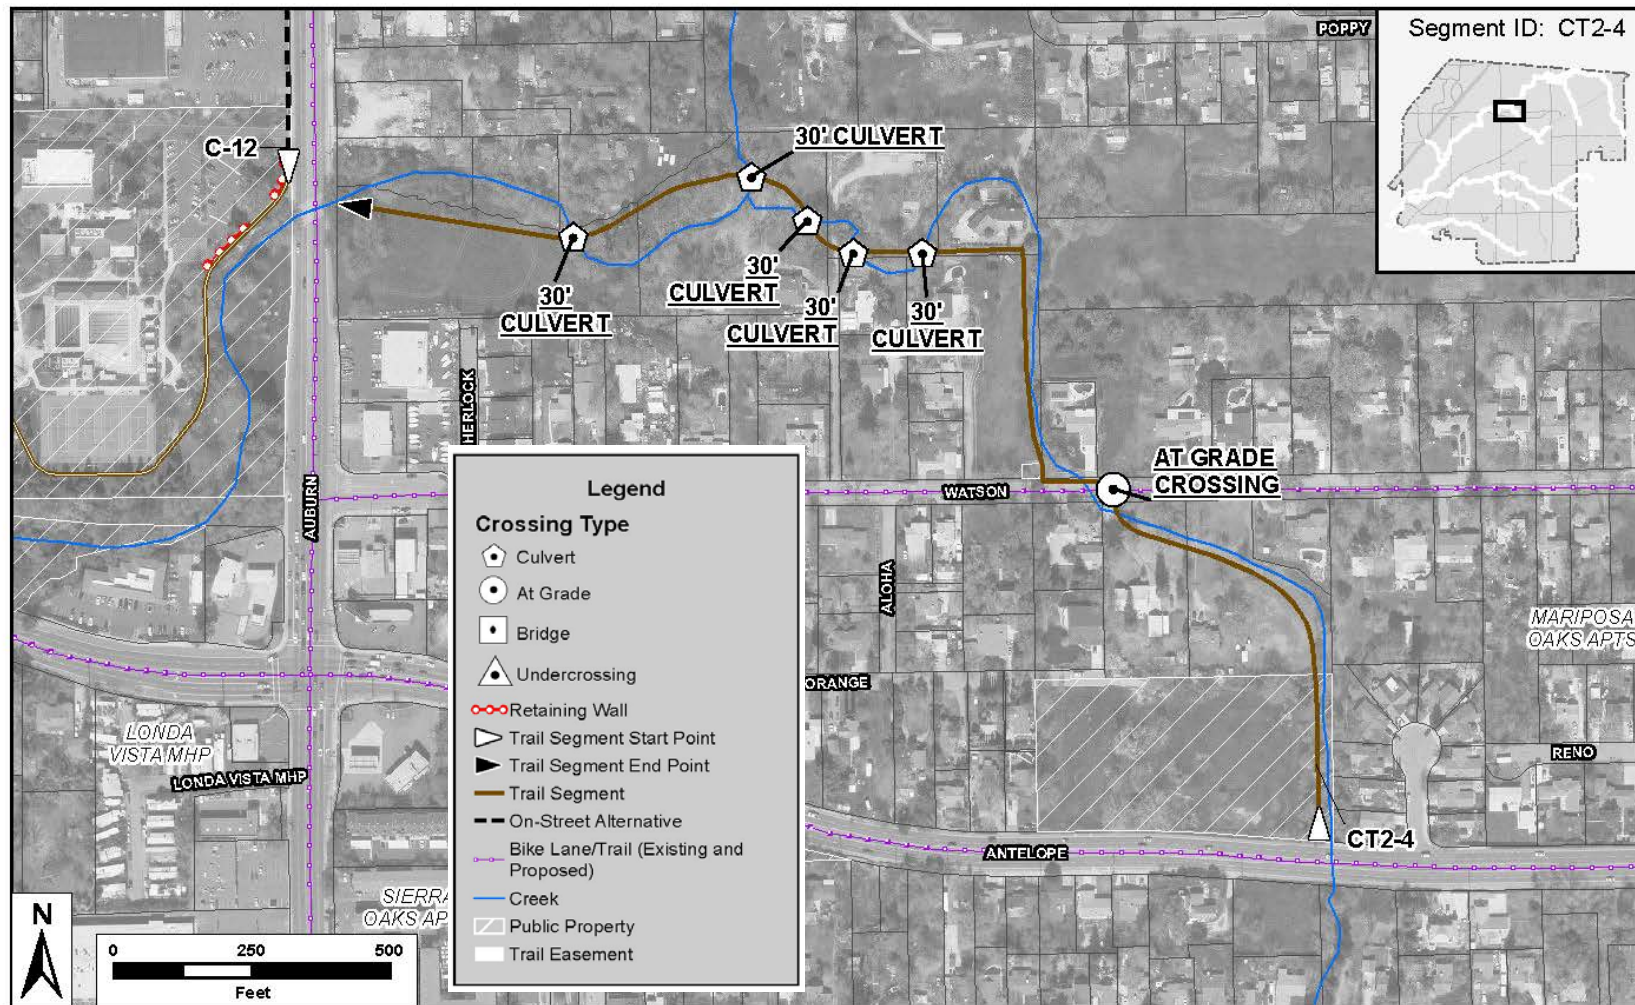 POPPY
Segment ID: CT2-4
C-12
30' CULVERT
30'
CULVERT
30'
CULVERT
30'
CULVERT
30'
CULVERT
HERLOCK
AUBURN
WATSON
AT GRADE
CROSSING
ALOHA
ORANGE
MARIPOSA
OAKS APTS
RENO
LONDA
VISTA MHP
LONDA VISTA MHP
CT2-4
ANTELOPE
SIERRA
OAKS AP
Legend
Crossing Type
Culvert
At Grade
Bridge
Undercrossing
Retaining Wall
Trail Segment Start Point
Trail Segment End Point
Trail Segment
On-Street Alternative
Bike Lane/Trail (Existing and
Proposed)
Creek
Public Property
Trail Easement
N
0 250 500
Feet